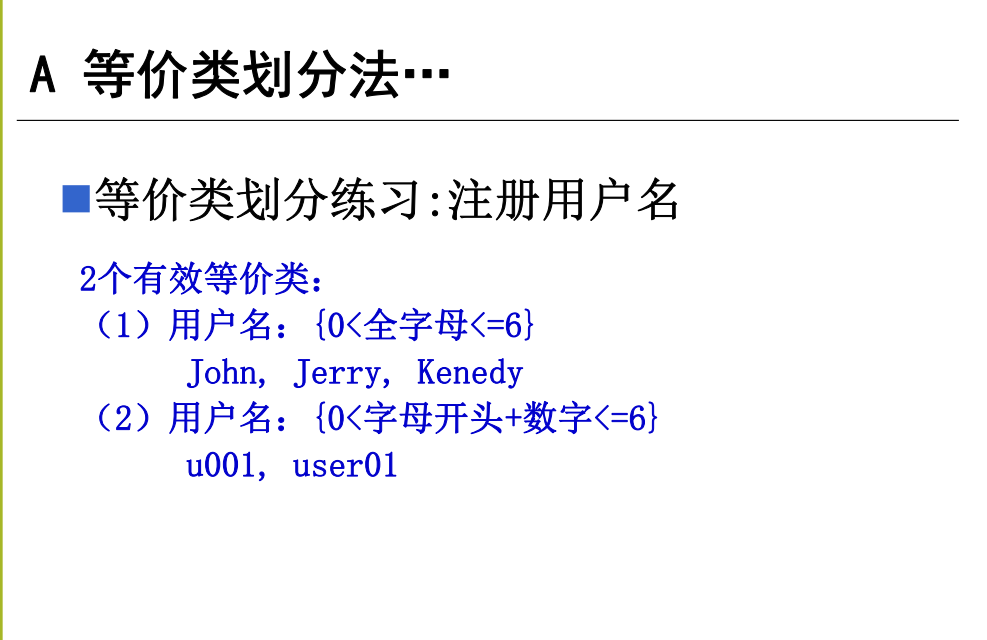 A 等价类划分法…
等价类划分练习:注册用户名
2个有效等价类：
（1）用户名：{0<全字母<=6}
John, Jerry, Kenedy
（2）用户名：{0<字母开头+数字<=6}
u001, user01